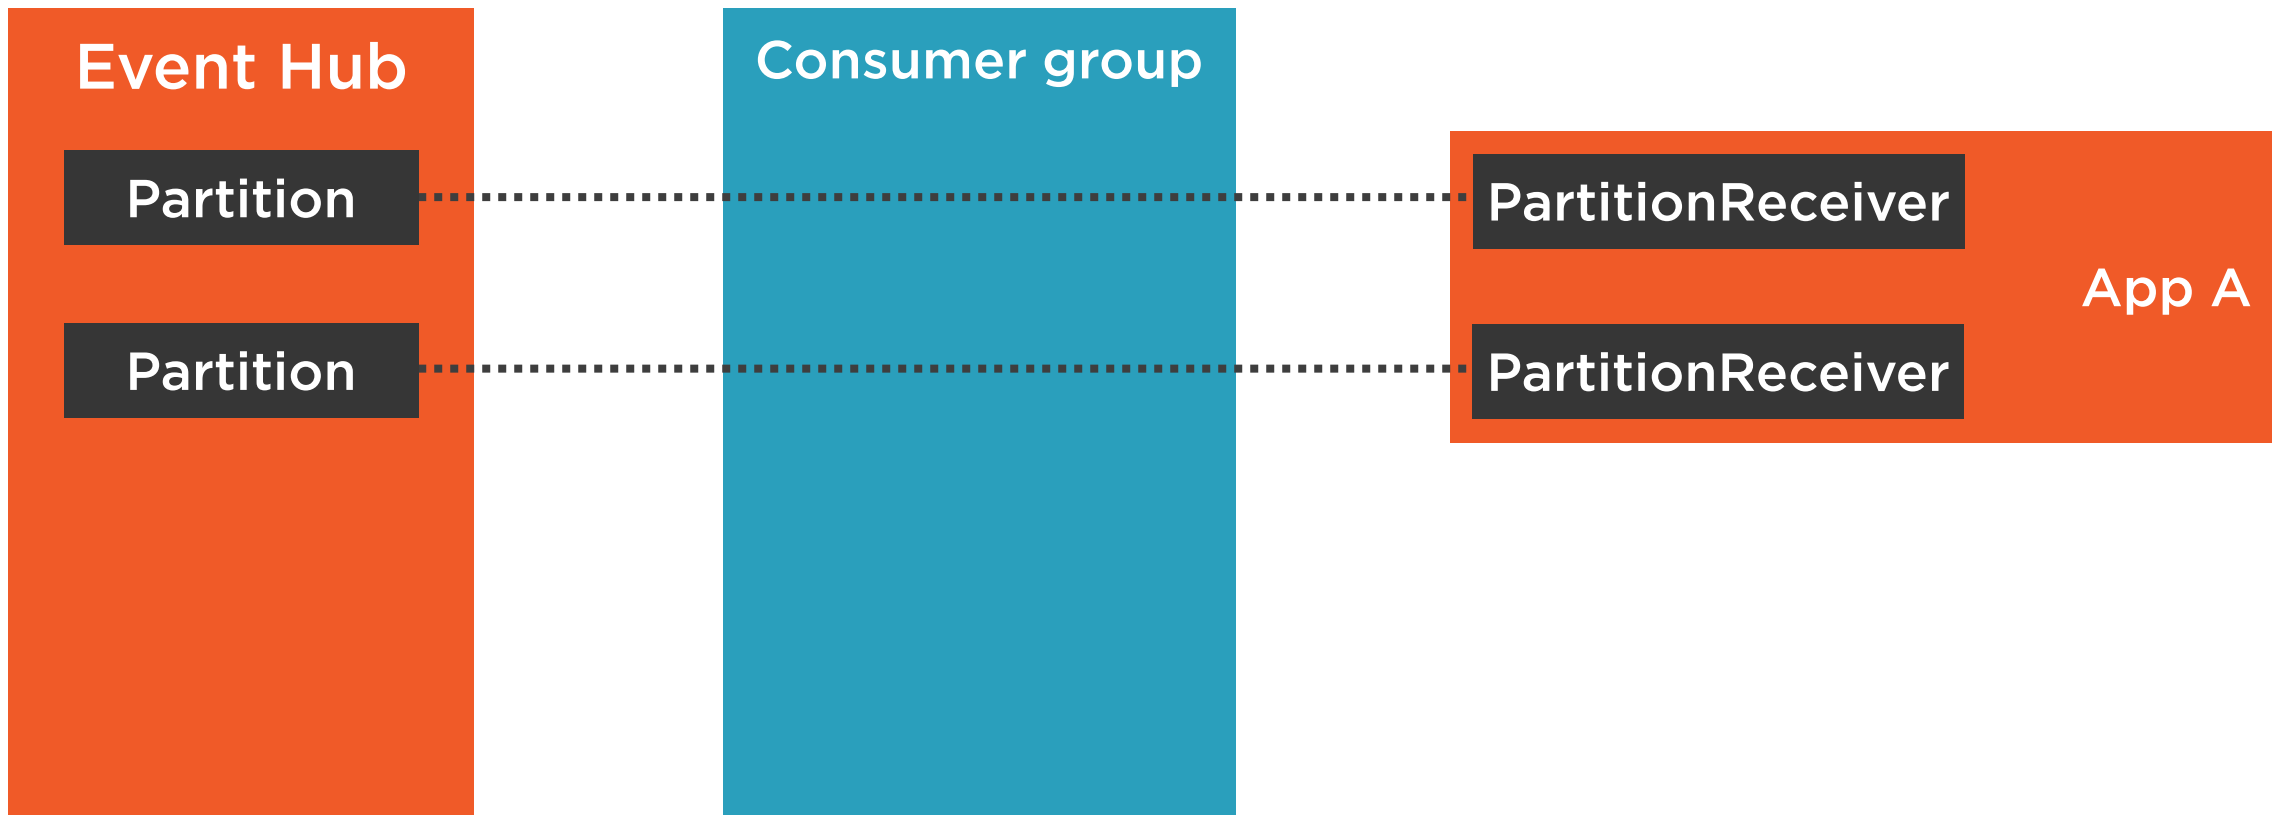 Event Hub
Consumer group
Partition
PartitionReceiver
App A
Partition
PartitionReceiver